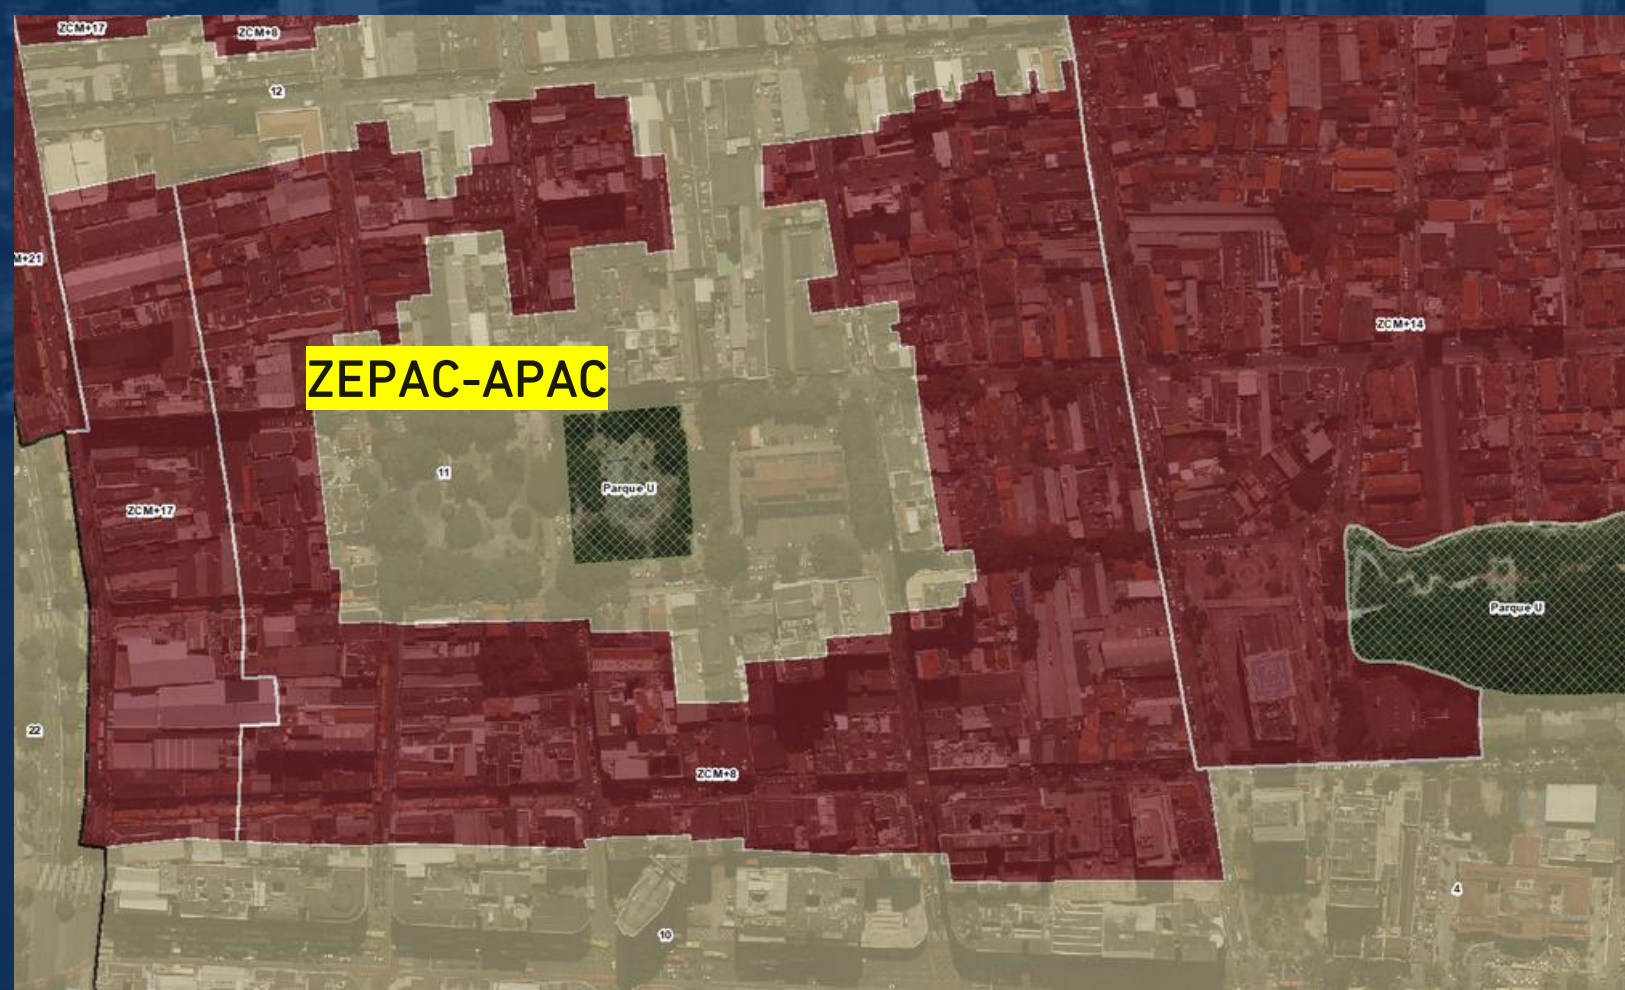 ZCM+17
ZCM+8
12
M+21
ZCM+14
ZEPAC-APAC
11
Parque U
ZCM+17
Parque U
22
ZCM+8
4
10